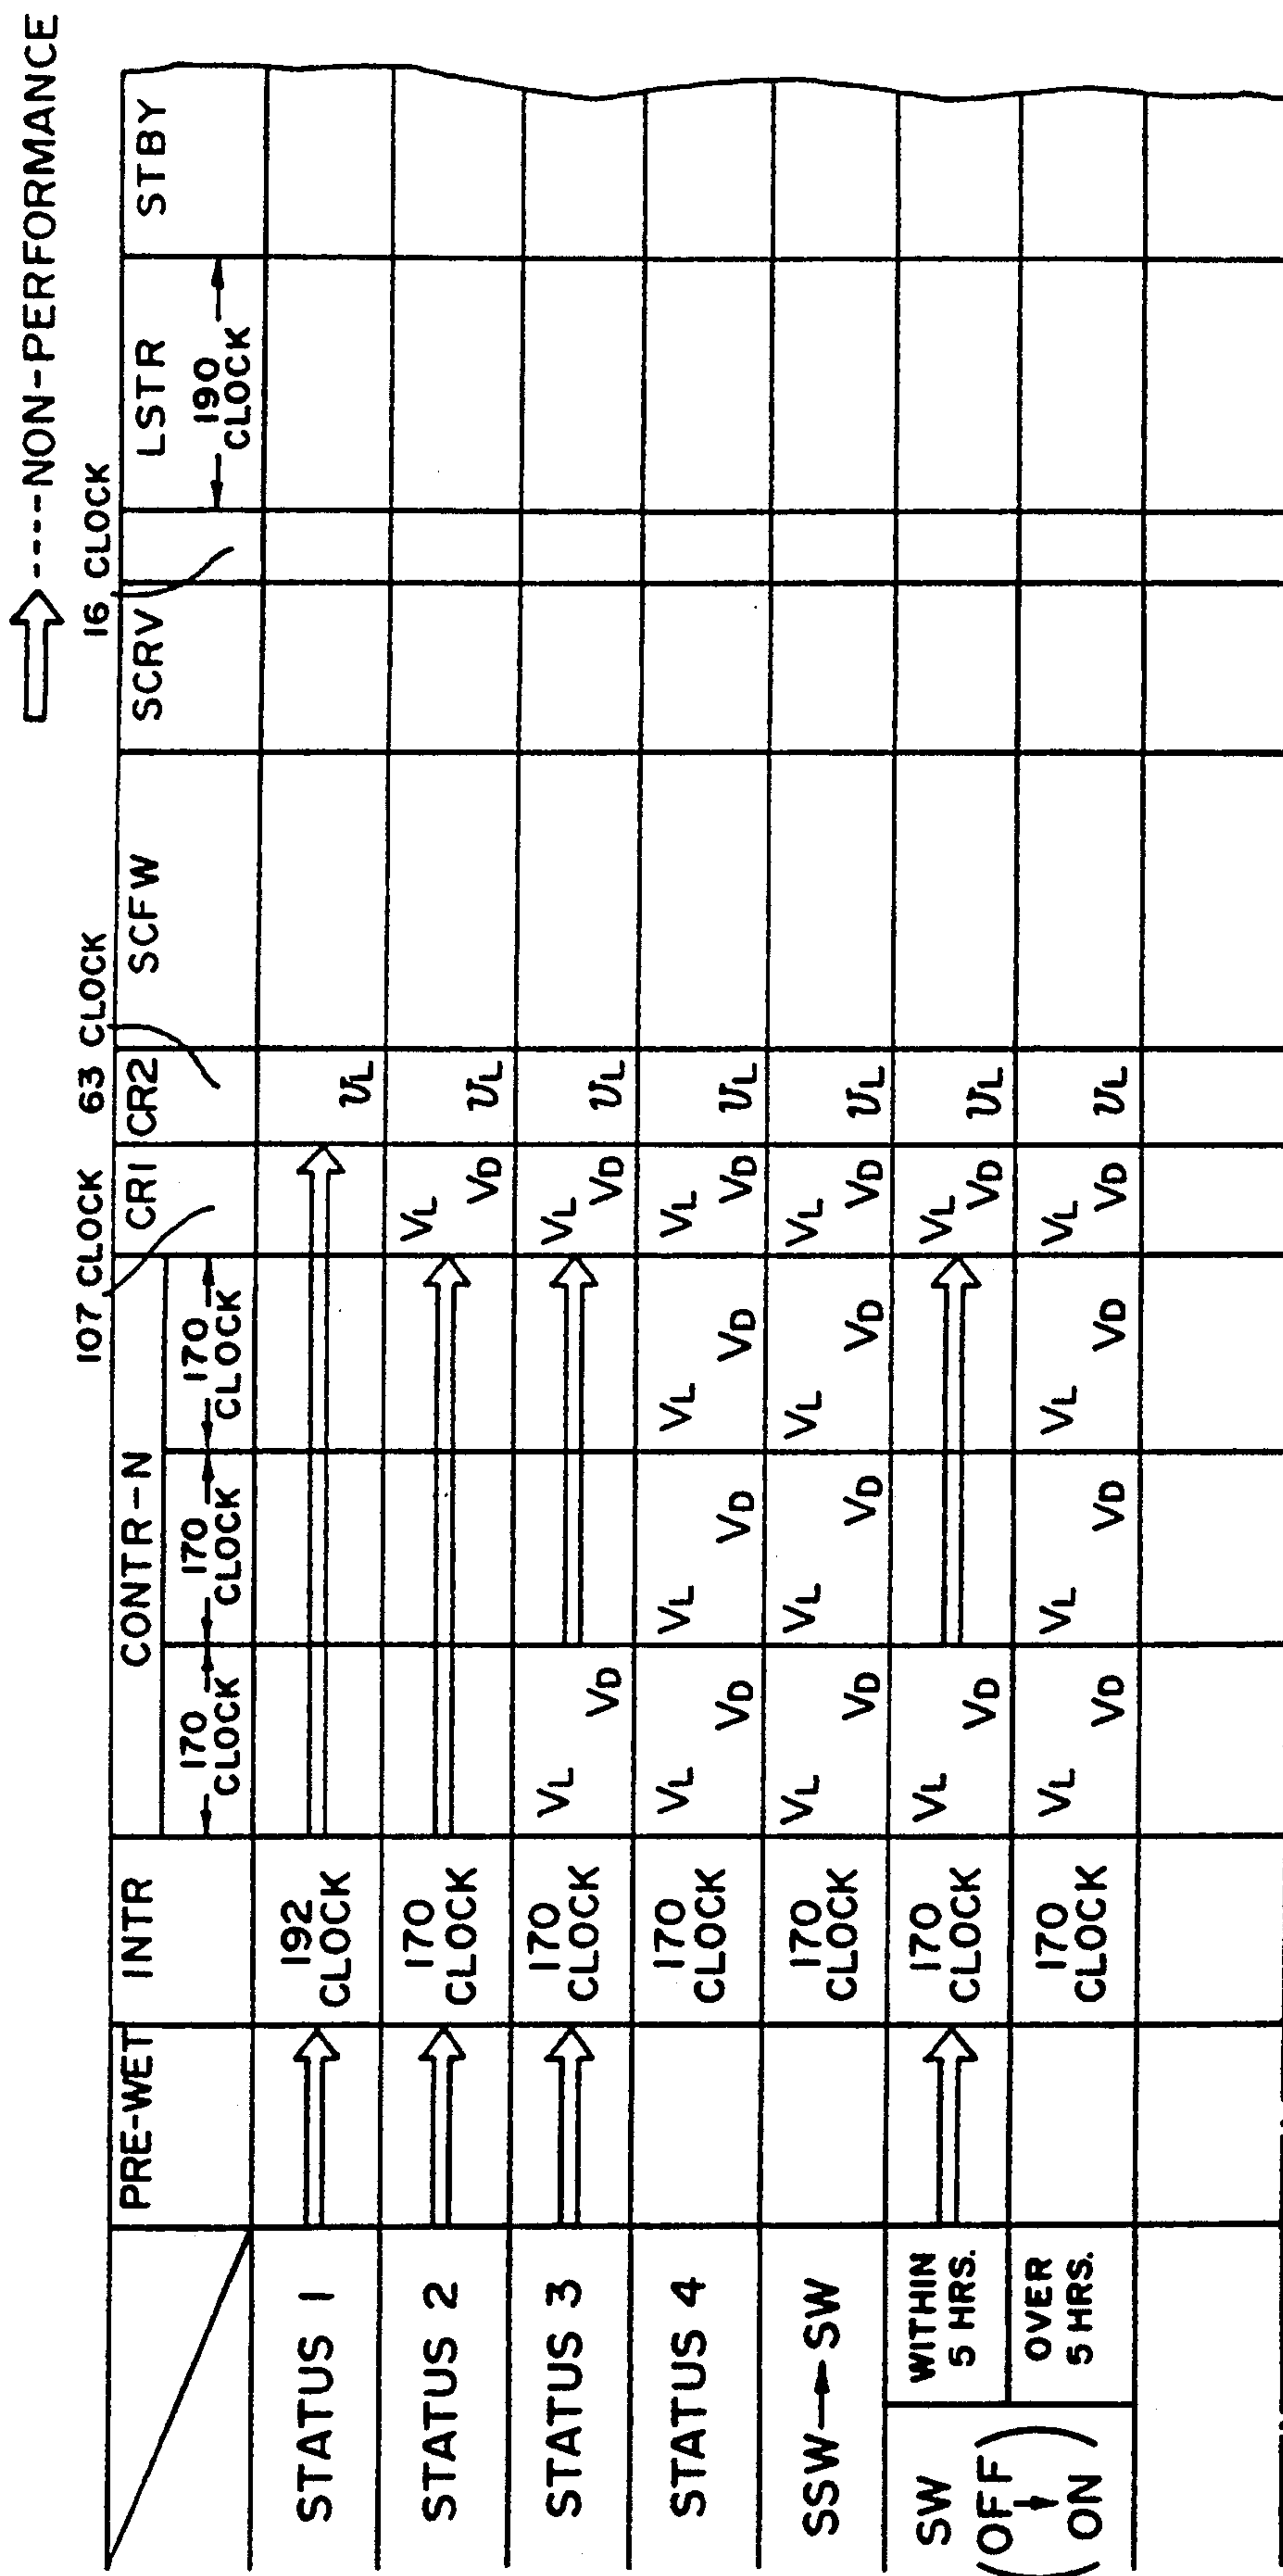 ⇨ ----NON-PERFORMANCE
107 CLOCK 63 CLOCK 16 CLOCK
PRE-WET INTR CONTR-N CR1 CR2 SCFW SCRV LSTR STBY
170 CLOCK 170 CLOCK 170 CLOCK 190 CLOCK
STATUS 1 192 CLOCK VL
STATUS 2 170 CLOCK VL VD VL
STATUS 3 170 CLOCK VL VD VL VD VL
STATUS 4 170 CLOCK VL VD VL VD VL VD VL VD VL
SSW→SW 170 CLOCK VL VD VL VD VL VD VL VD VL
SW (OFF → ON)
WITHIN 5 HRS. 170 CLOCK VL VD VL VD VL
OVER 5 HRS. 170 CLOCK VL VD VL VD VL VD VL VD VL